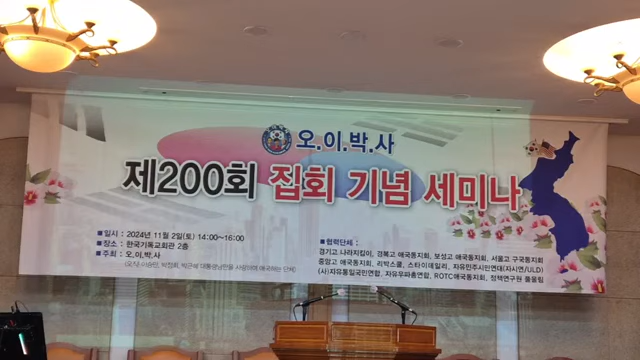 오.이.박.사
제200회 집회 기념 세미나
■일시 : 2024년 11월 2일(토) 14:00~16:00
■장소 : 한국기독교회관 2층
■주최 : 오.이.박.사
■협력단체 :
경기고 나라지킴이, 경복고 애국동지회, 보성고 애국동지회, 서울고 구국동지회
중앙고 애국동지회, 리박스쿨, 스타이데일리, 자유민주시민연대(자시연/ULD)
(사)자유통일국민연합, 자유우파총연합, ROTC애국동지회, 정책연구원 풀울림